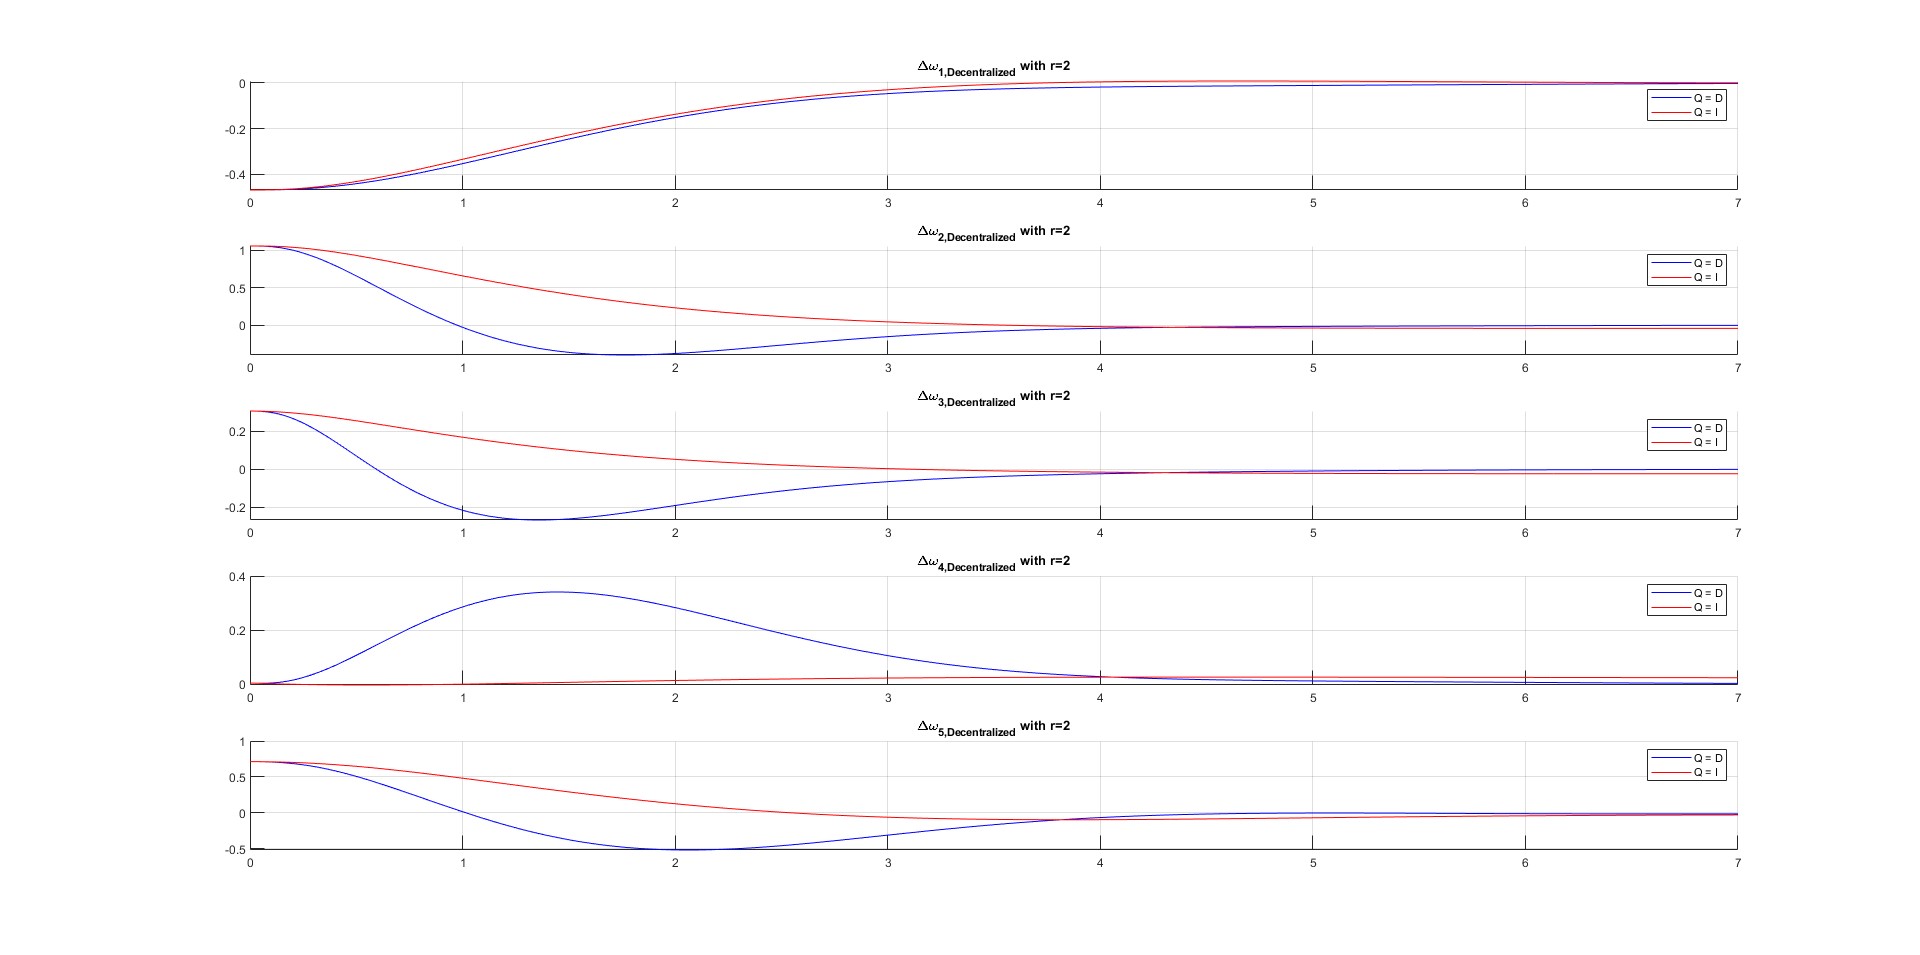 Δω1,Decentralized with r=2
0
-0.2
-0.4
Q = D
Q = I
0 1 2 3 4 5 6 7
Δω2,Decentralized with r=2
1
0.5
0
Q = D
Q = I
0 1 2 3 4 5 6 7
Δω3,Decentralized with r=2
0.2
0
-0.2
Q = D
Q = I
0 1 2 3 4 5 6 7
Δω4,Decentralized with r=2
0.4
0.2
0
Q = D
Q = I
0 1 2 3 4 5 6 7
Δω5,Decentralized with r=2
1
0.5
0
-0.5
Q = D
Q = I
0 1 2 3 4 5 6 7